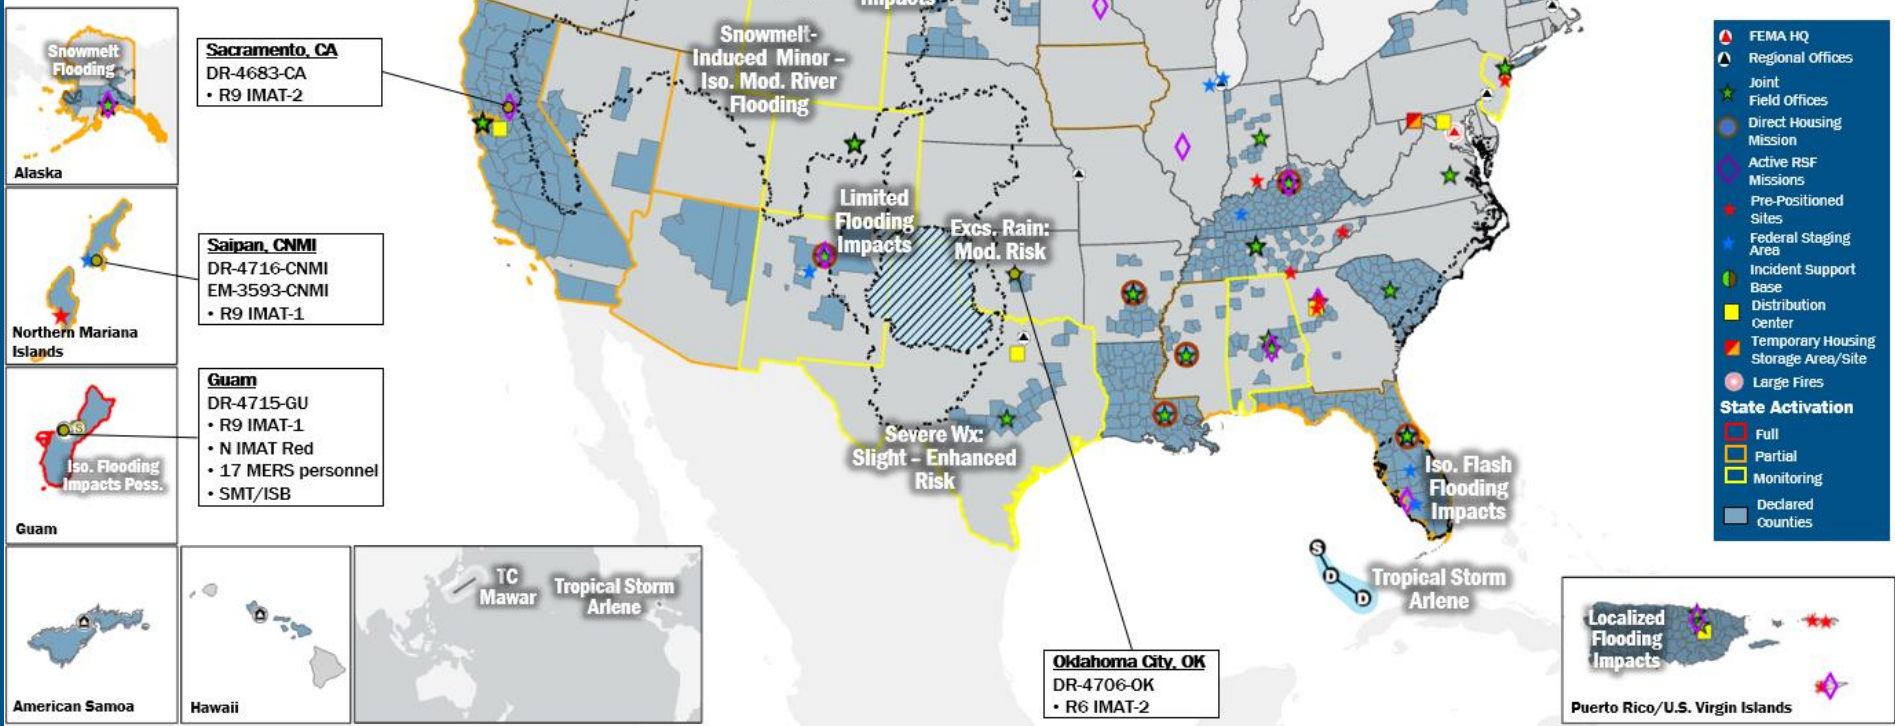 Impacts
Snowmelt
Flooding
Alaska
Sacramento, CA
DR-4683-CA
• R9 IMAT-2
Snowmelt-
Induced Minor –
Iso. Mod. River
Flooding
Northern Mariana
Islands
Saipan, CNMI
DR-4716-CNMI
EM-3593-CNMI
• R9 IMAT-1
Limited
Flooding
Impacts
Excs. Rain:
Mod. Risk
S
Iso. Flooding
Impacts Poss.
Guam
Guam
DR-4715-GU
• R9 IMAT-1
• N IMAT Red
• 17 MERS personnel
• SMT/ISB
Severe Wx:
Slight – Enhanced
Risk
Iso. Flash
Flooding
Impacts
American Samoa
Hawaii
TC
Mawar
Tropical Storm
Arlene
Oklahoma City, OK
DR-4706-OK
• R6 IMAT-2
S
D
D
Tropical Storm
Arlene
Localized
Flooding
Impacts
Puerto Rico/U.S. Virgin Islands
FEMA HQ
Regional Offices
Joint
Field Offices
Direct Housing
Mission
Active RSF
Missions
Pre-Positioned
Sites
Federal Staging
Area
Incident Support
Base
Distribution
Center
Temporary Housing
Storage Area/Site
Large Fires
State Activation
Full
Partial
Monitoring
Declared
Counties